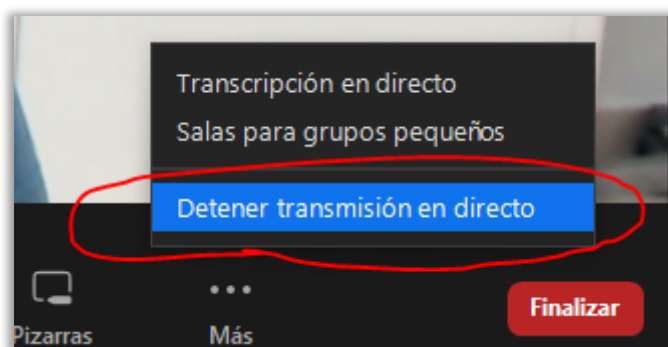 Transcripción en directo
Salas para grupos pequeños
Detener transmisión en directo
Pizarras
Más
Finalizar